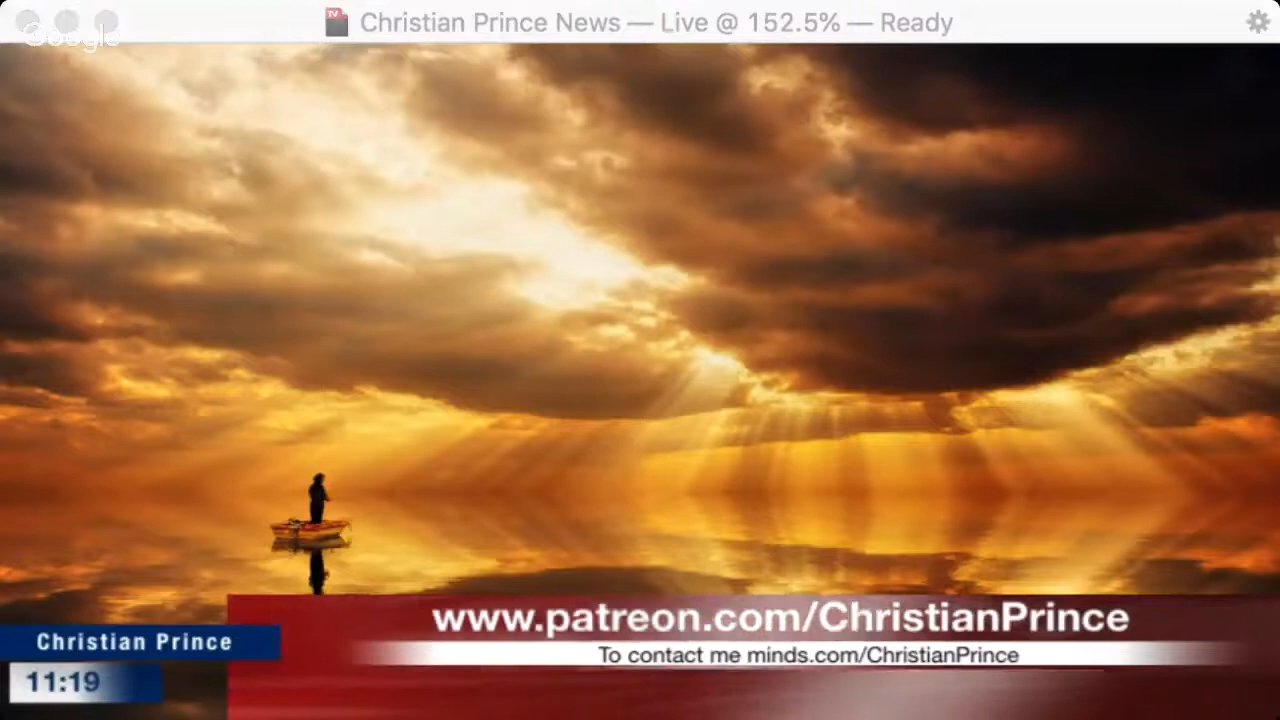 Christian Prince News — Live @ 152.5% — Ready
Google
www.patreon.com/ChristianPrince
Christian Prince
To contact me minds.com/ChristianPrince
11:19